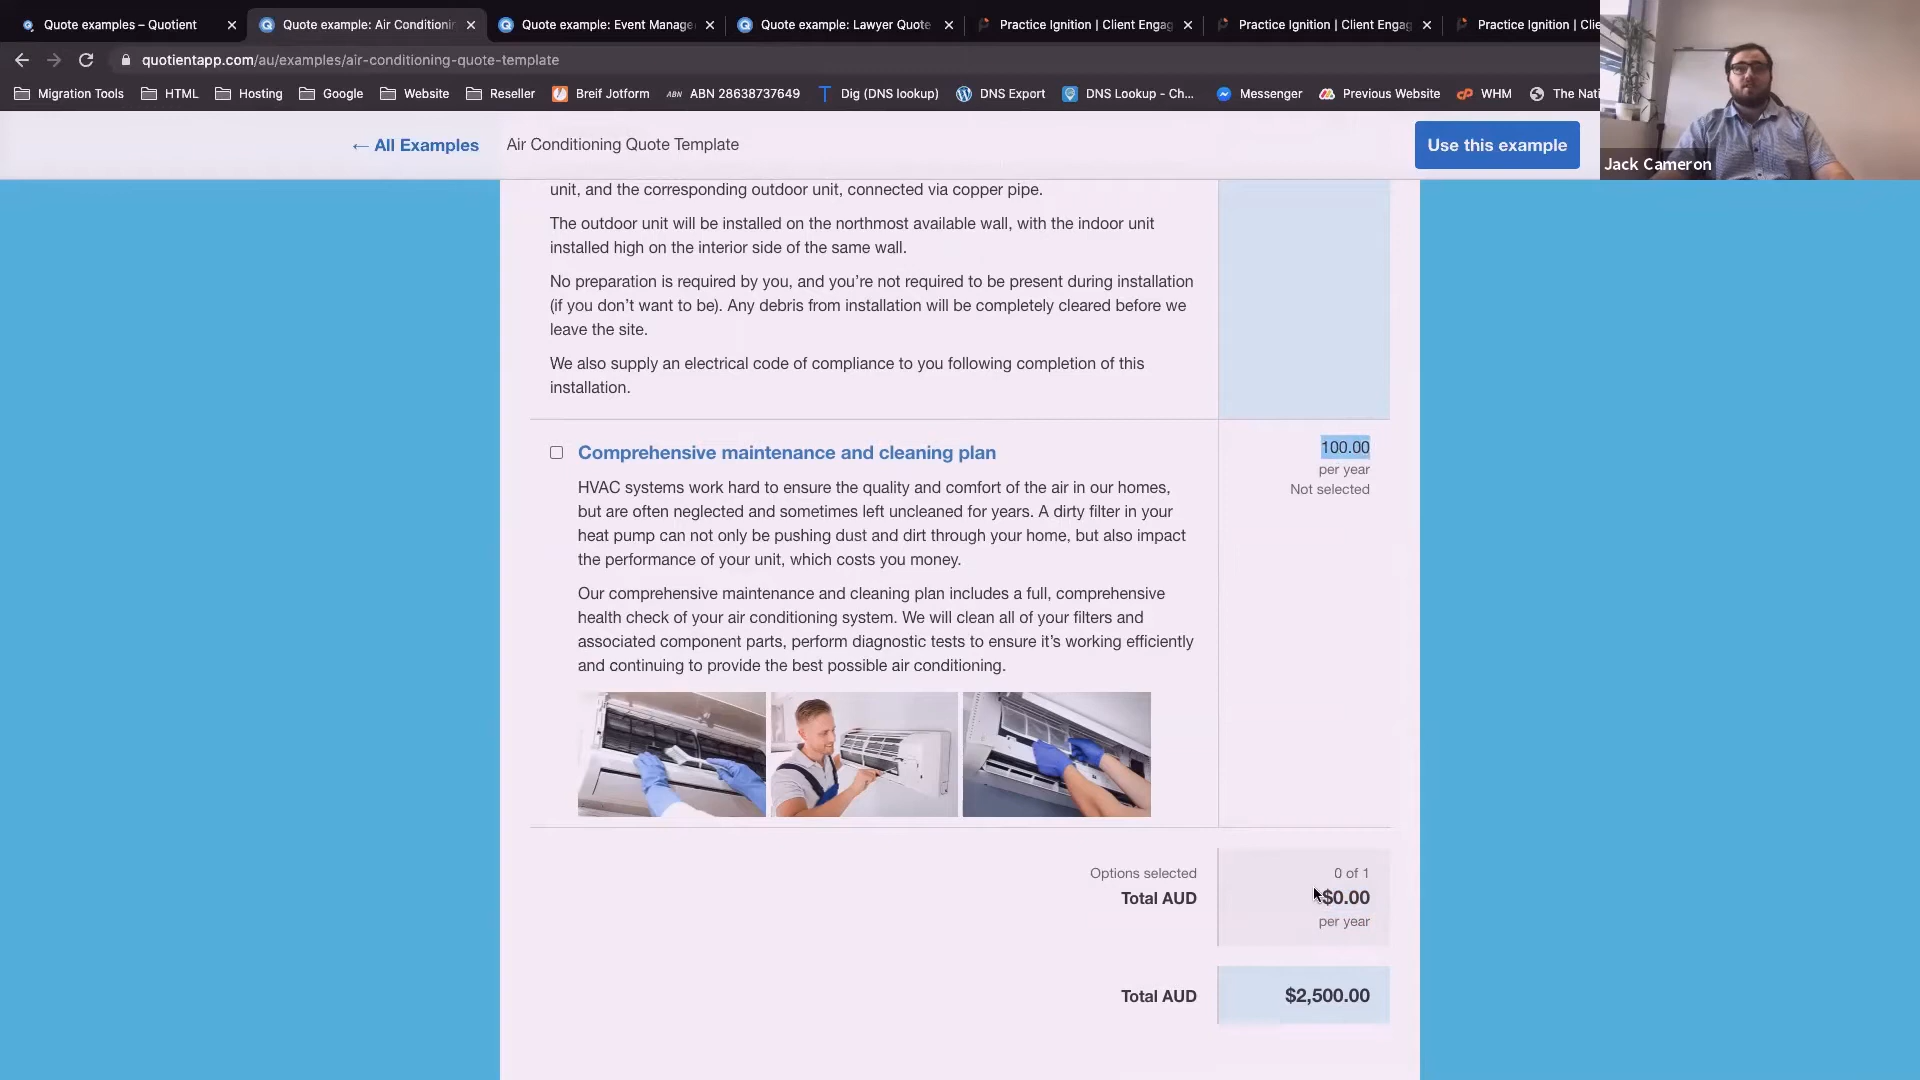 Quote examples – Quotient
Quote example: Air Conditionin
Quote example: Event Manage
Quote example: Lawyer Quote
Practice Ignition | Client Engag
Practice Ignition | Client Engag
Practice Ignition | Clie
quotientapp.com/au/examples/air-conditioning-quote-template
Migration Tools
HTML
Hosting
Google
Website
Reseller
Breif Jotform
ABN ABN 28638737649
Dig (DNS lookup)
DNS Export
DNS Lookup - Ch...
Messenger
Previous Website
WHM
The Nati
← All Examples
Air Conditioning Quote Template
Use this example
Jack Cameron
unit, and the corresponding outdoor unit, connected via copper pipe.
The outdoor unit will be installed on the northmost available wall, with the indoor unit
installed high on the interior side of the same wall.
No preparation is required by you, and you're not required to be present during installation
(if you don't want to be). Any debris from installation will be completely cleared before we
leave the site.
We also supply an electrical code of compliance to you following completion of this
installation.
Comprehensive maintenance and cleaning plan
100.00
per year
Not selected
HVAC systems work hard to ensure the quality and comfort of the air in our homes,
but are often neglected and sometimes left uncleaned for years. A dirty filter in your
heat pump can not only be pushing dust and dirt through your home, but also impact
the performance of your unit, which costs you money.
Our comprehensive maintenance and cleaning plan includes a full, comprehensive
health check of your air conditioning system. We will clean all of your filters and
associated component parts, perform diagnostic tests to ensure it's working efficiently
and continuing to provide the best possible air conditioning.
Options selected 0 of 1
Total AUD $0.00
per year
Total AUD $2,500.00